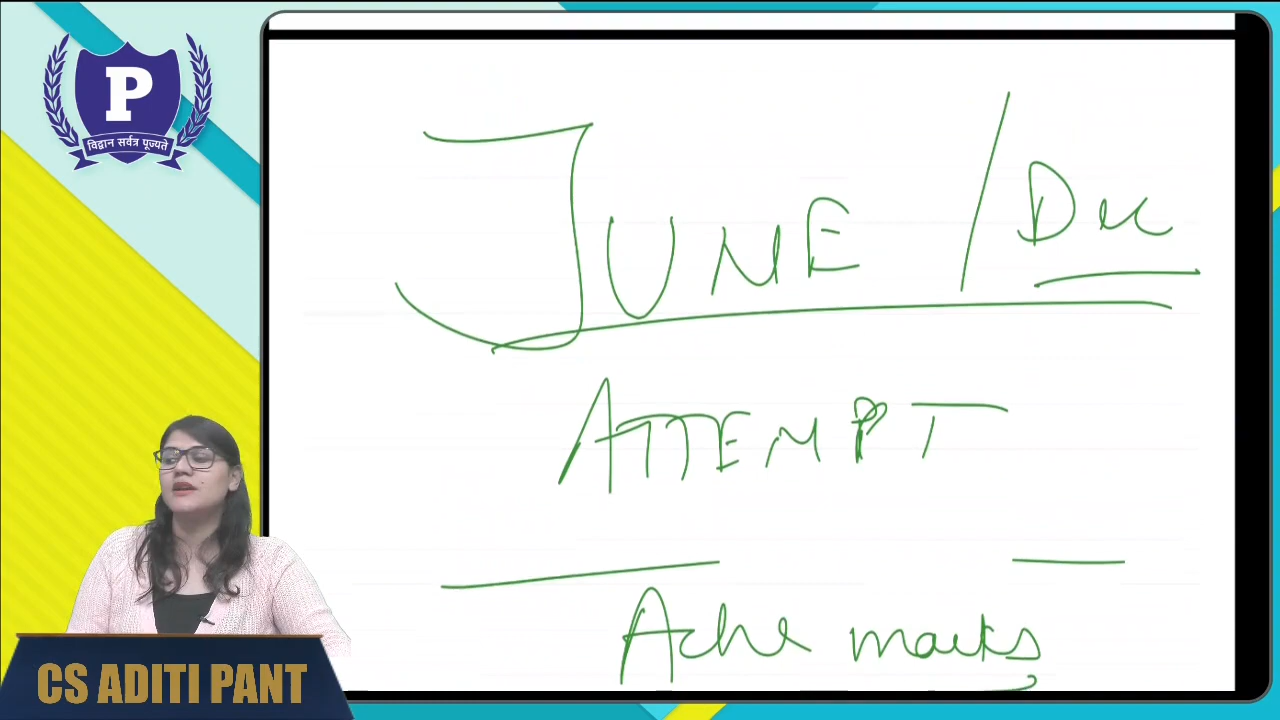 P
विद्वान सर्वत्र पूज्यते
JUNE / Dec
ATTEMPT
Ache marks
CS ADITI PANT